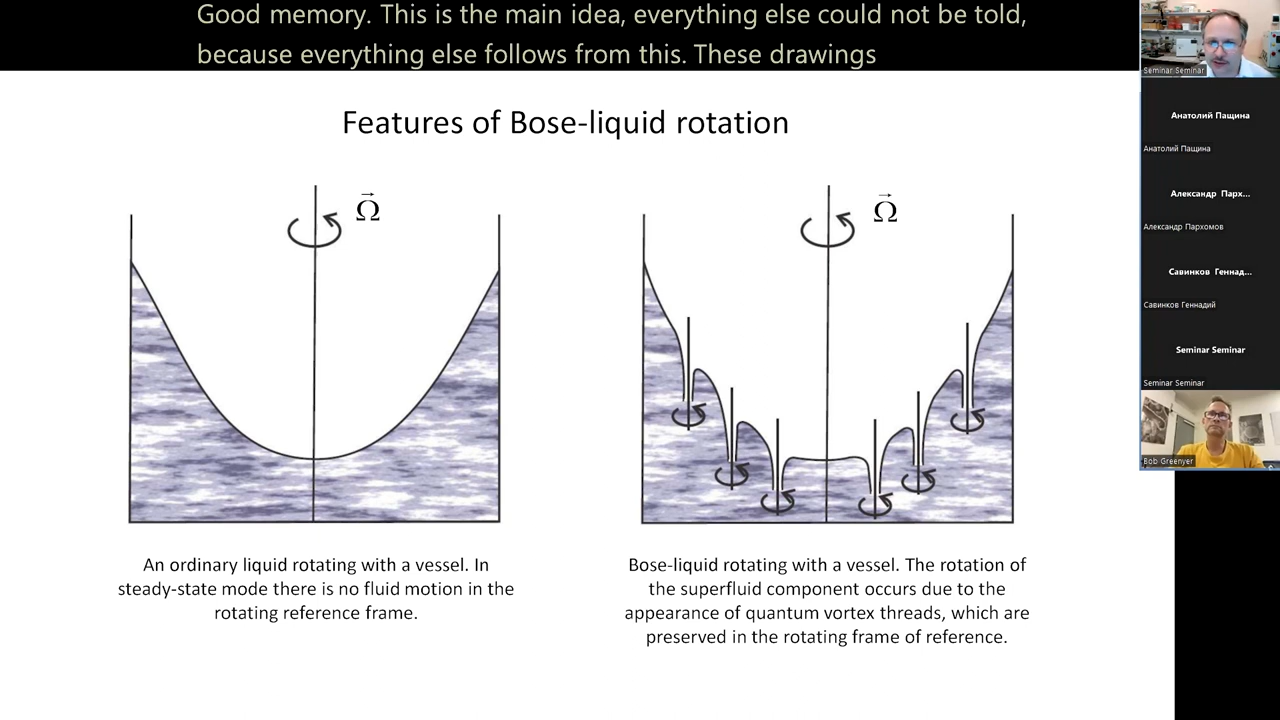 Good memory. This is the main idea, everything else could not be told,
because everything else follows from this. These drawings
Features of Bose-liquid rotation
Ω⃗
Ω⃗
An ordinary liquid rotating with a vessel. In
steady-state mode there is no fluid motion in the
rotating reference frame.
Bose-liquid rotating with a vessel. The rotation of
the superfluid component occurs due to the
appearance of quantum vortex threads, which are
preserved in the rotating frame of reference.
Seminar Seminar
Анатолий Пащина
Анатолий Пащина
Александр Парх...
Александр Пархомов
Савинков Геннад...
Савинков Геннадий
Seminar Seminar
Seminar Seminar
Bob Greenyer